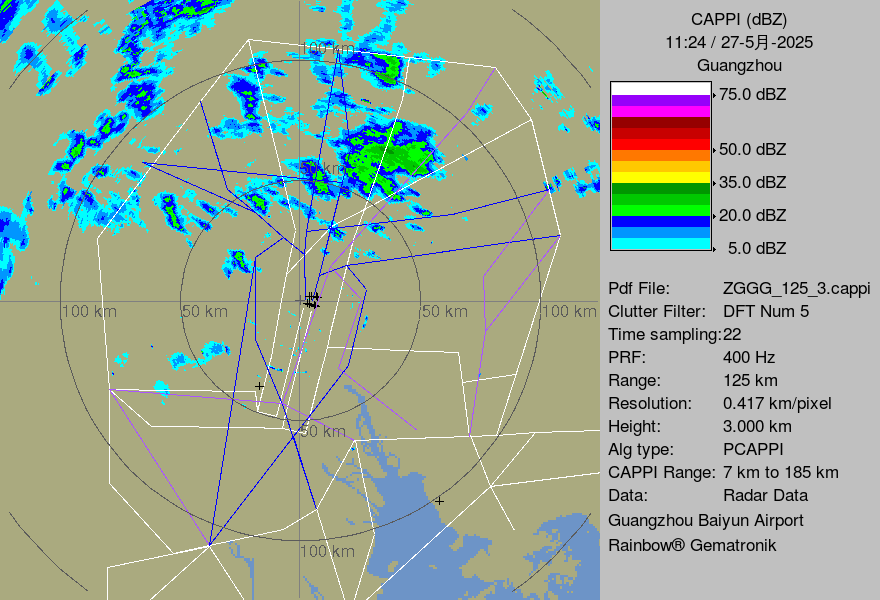 CAPPI (dBZ)
11:24 / 27-5月-2025
Guangzhou
75.0 dBZ
50.0 dBZ
35.0 dBZ
20.0 dBZ
5.0 dBZ
Pdf File: ZGGG_125_3.cappi
Clutter Filter: DFT Num 5
Time sampling:22
PRF: 400 Hz
Range: 125 km
Resolution: 0.417 km/pixel
Height: 3.000 km
Alg type: PCAPPI
CAPPI Range: 7 km to 185 km
Data: Radar Data
Guangzhou Baiyun Airport
Rainbow® Gematronik
100 km
50 km
100 km
50 km
50 km
100 km
50 km
100 km